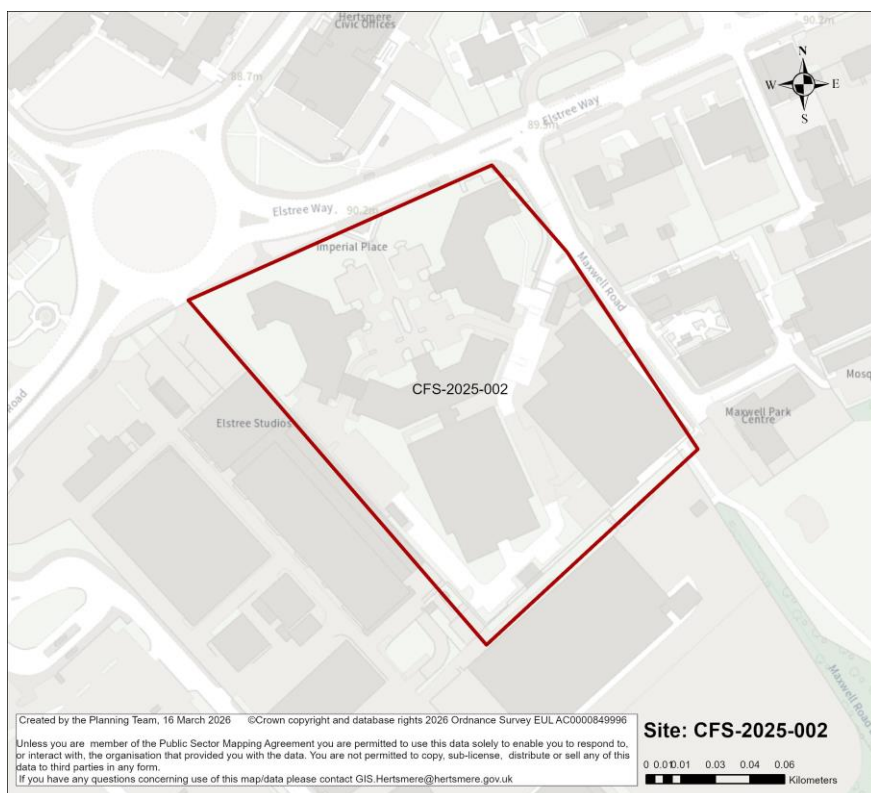 Hertsmere
Civic Offices
90.2m
N
W
E
S
88.7m
Elstree Way
89.9m
Elstree Way
90.2m
Imperial Place
Maxwell Road
CFS-2025-002
Elstree Studios
Road
Mosq
Maxwell Park
Centre
Maxwell Road
Created by the Planning Team, 16 March 2026 ©Crown copyright and database rights 2026 Ordnance Survey EUL AC0000849996
Unless you are member of the Public Sector Mapping Agreement you are permitted to use this data solely to enable you to respond to,
or interact with, the organisation that provided you with the data. You are not permitted to copy, sub-license, distribute or sell any of this
data to third parties in any form.
If you have any questions concerning use of this map/data please contact GIS.Hertsmere@hertsmere.gov.uk
Site: CFS-2025-002
0 0.01 0.01 0.03 0.04 0.06
Kilometers